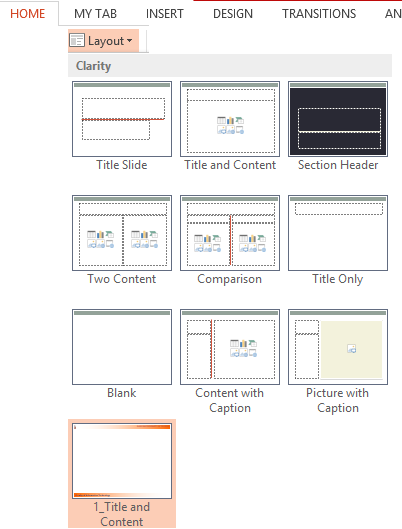 HOME MY TAB INSERT DESIGN TRANSITIONS AN
Layout
Clarity
Title Slide
Title and Content
Section Header
Two Content
Comparison
Title Only
Blank
Content with
Caption
Picture with
Caption
1_Title and
Content